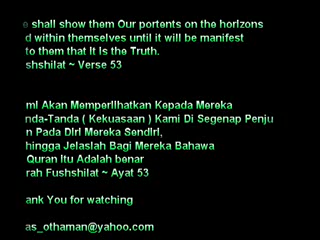 e shall show them Our portents on the horizons
d within themselves until it will be manifest
to them that it is the Truth.
shshilat ~ Verse 53
mi Akan Memperlihatkan Kepada Mereka
nda-Tanda ( Kekuasaan ) Kami Di Segenap Penju
n Pada Diri Mereka Sendiri,
hingga Jelaslah Bagi Mereka Bahawa
Quran Itu Adalah benar
rah Fushshilat ~ Ayat 53
ank You for watching
as_othaman@yahoo.com